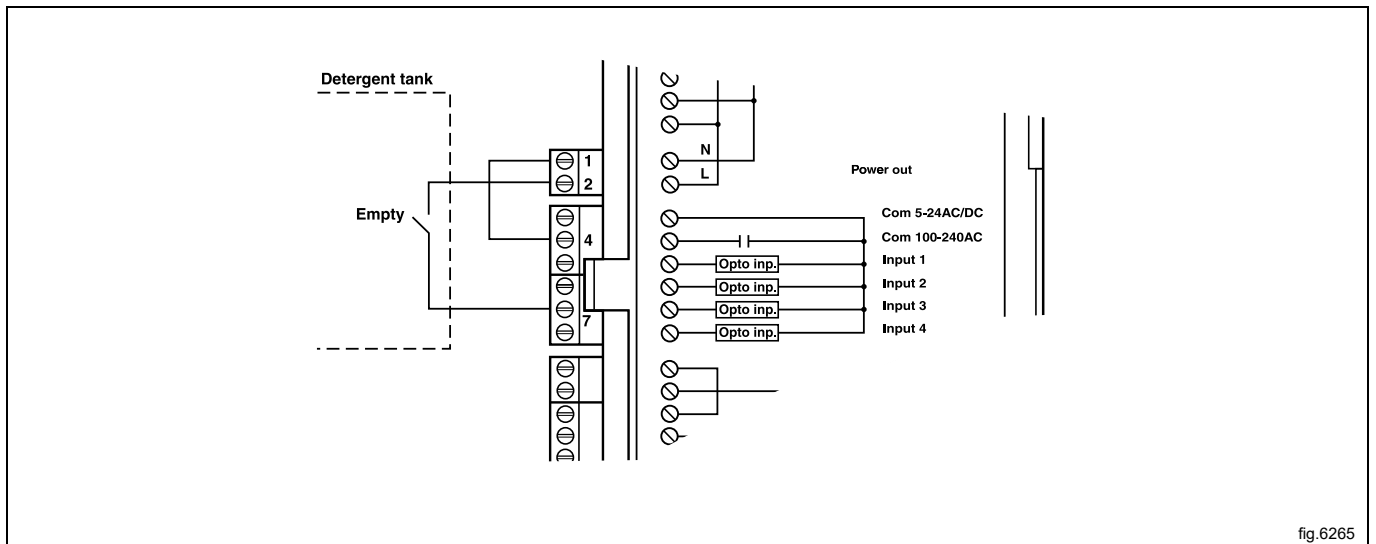 Detergent tank
Empty
1
2
4
7
N
L
Power out
Com 5-24AC/DC
Com 100-240AC
Opto inp. Input 1
Opto inp. Input 2
Opto inp. Input 3
Opto inp. Input 4
fig.6265